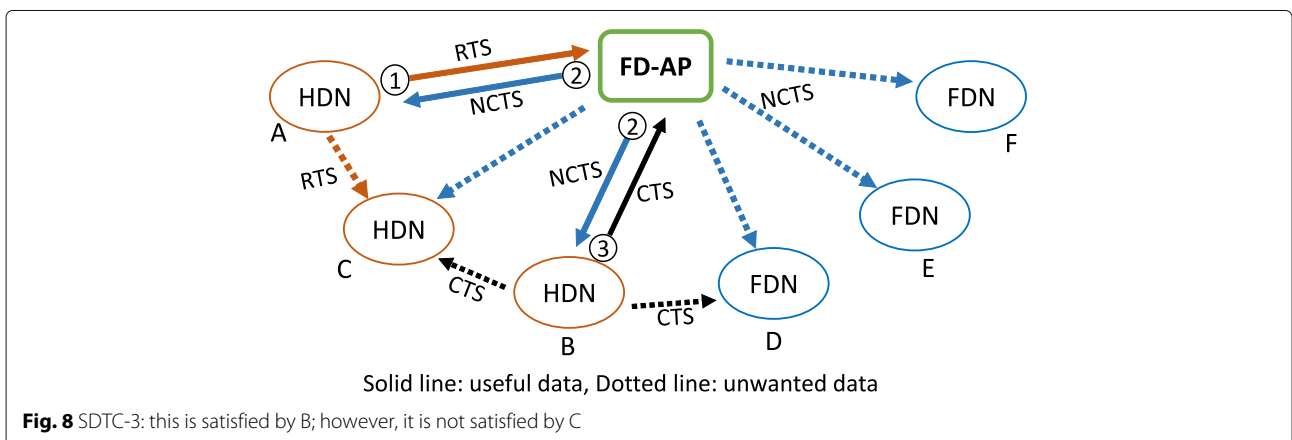 RTS
FD-AP
1
2
HDN
NCTS
NCTS
HDN
FDN
A
F
2
RTS
NCTS
CTS
HDN
FDN
C
3
E
CTS
HDN
FDN
CTS
B
D
Solid line: useful data, Dotted line: unwanted data
Fig. 8 SDTC-3: this is satisfied by B; however, it is not satisfied by C